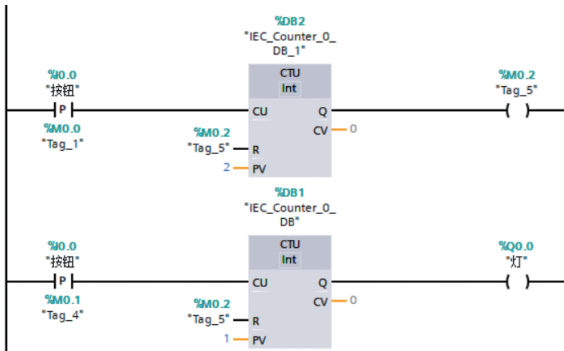 %DB2
"IEC_Counter_0_
DB_1"
%I0.0
"按钮"
P
%M0.0
"Tag_1"
CTU
Int
CU
Q
CV
0
%M0.2
"Tag_5"
R
2
PV
%M0.2
"Tag_5"
%DB1
"IEC_Counter_0_
DB"
%I0.0
"按钮"
P
%M0.1
"Tag_4"
CTU
Int
CU
Q
CV
0
%M0.2
"Tag_5"
R
1
PV
%Q0.0
"灯"